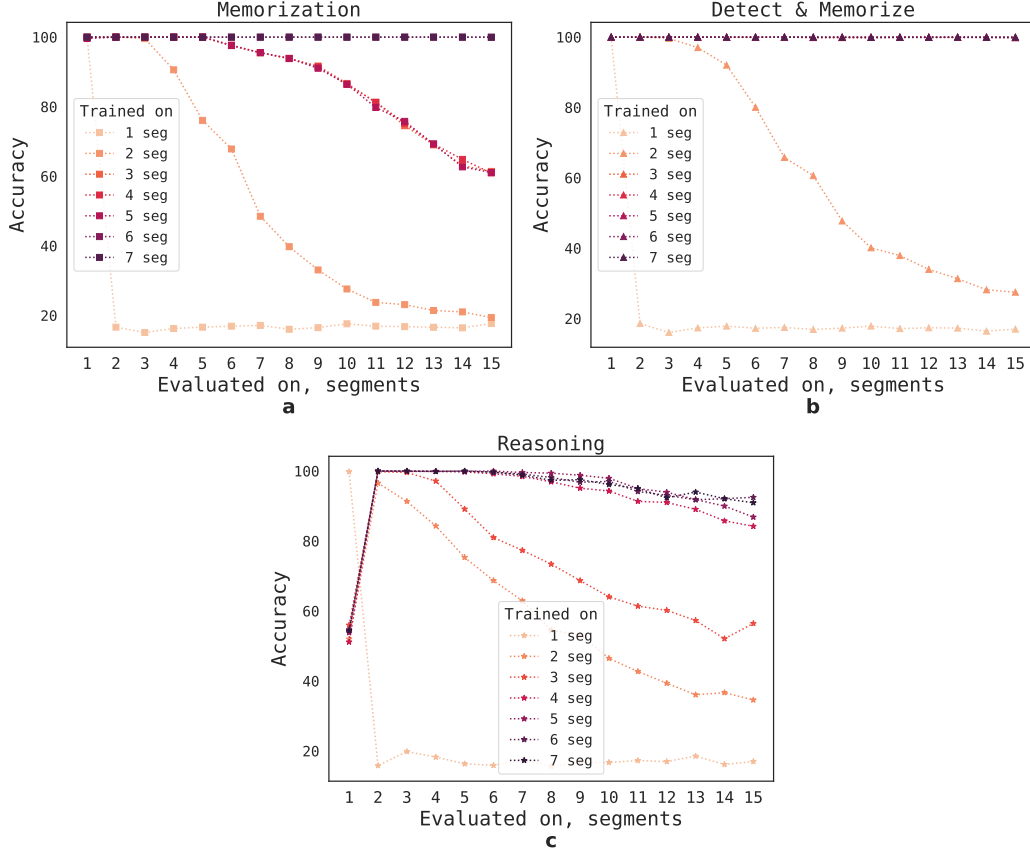 Memorization
100
80
60
40
20
Accuracy
Trained on
1 seg
2 seg
3 seg
4 seg
5 seg
6 seg
7 seg
1 2 3 4 5 6 7 8 9 10 11 12 13 14 15
Evaluated on, segments
a
Detect & Memorize
100
80
60
40
20
Accuracy
Trained on
1 seg
2 seg
3 seg
4 seg
5 seg
6 seg
7 seg
1 2 3 4 5 6 7 8 9 10 11 12 13 14 15
Evaluated on, segments
b
Reasoning
100
80
60
40
20
Accuracy
Trained on
1 seg
2 seg
3 seg
4 seg
5 seg
6 seg
7 seg
1 2 3 4 5 6 7 8 9 10 11 12 13 14 15
Evaluated on, segments
c